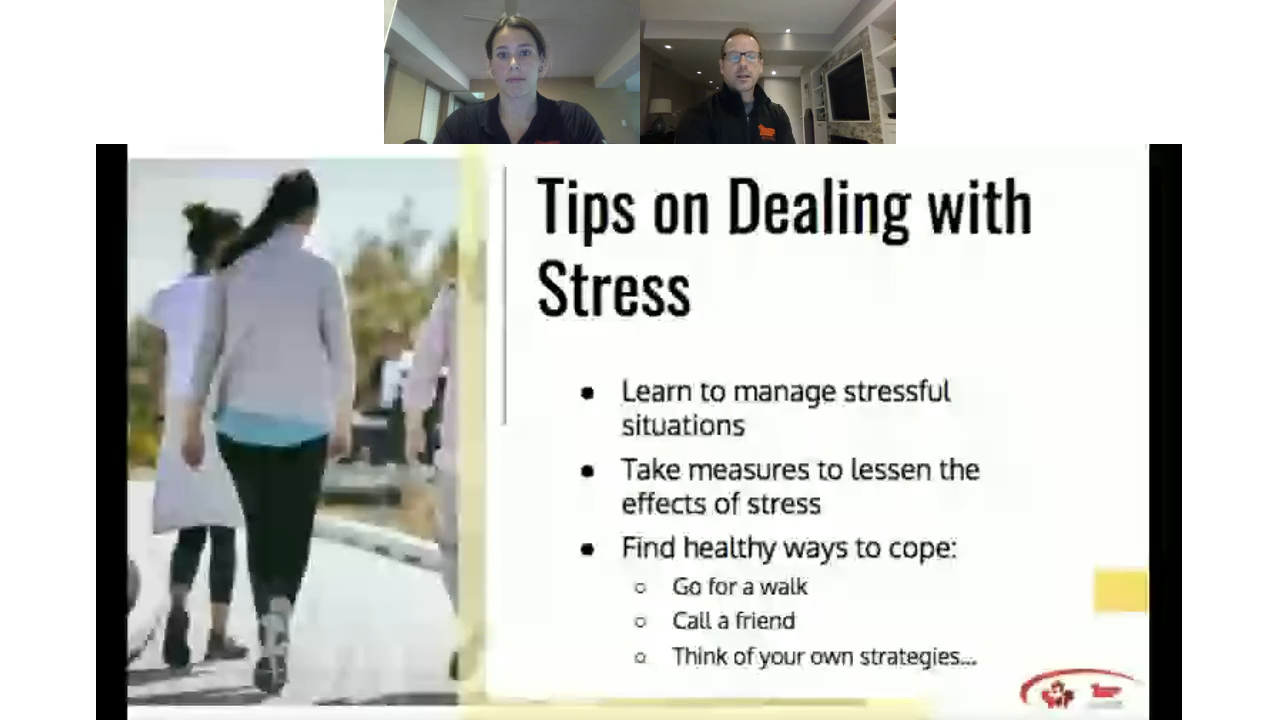 Tips on Dealing with
Stress
● Learn to manage stressful
situations
● Take measures to lessen the
effects of stress
● Find healthy ways to cope:
○ Go for a walk
○ Call a friend
○ Think of your own strategies...